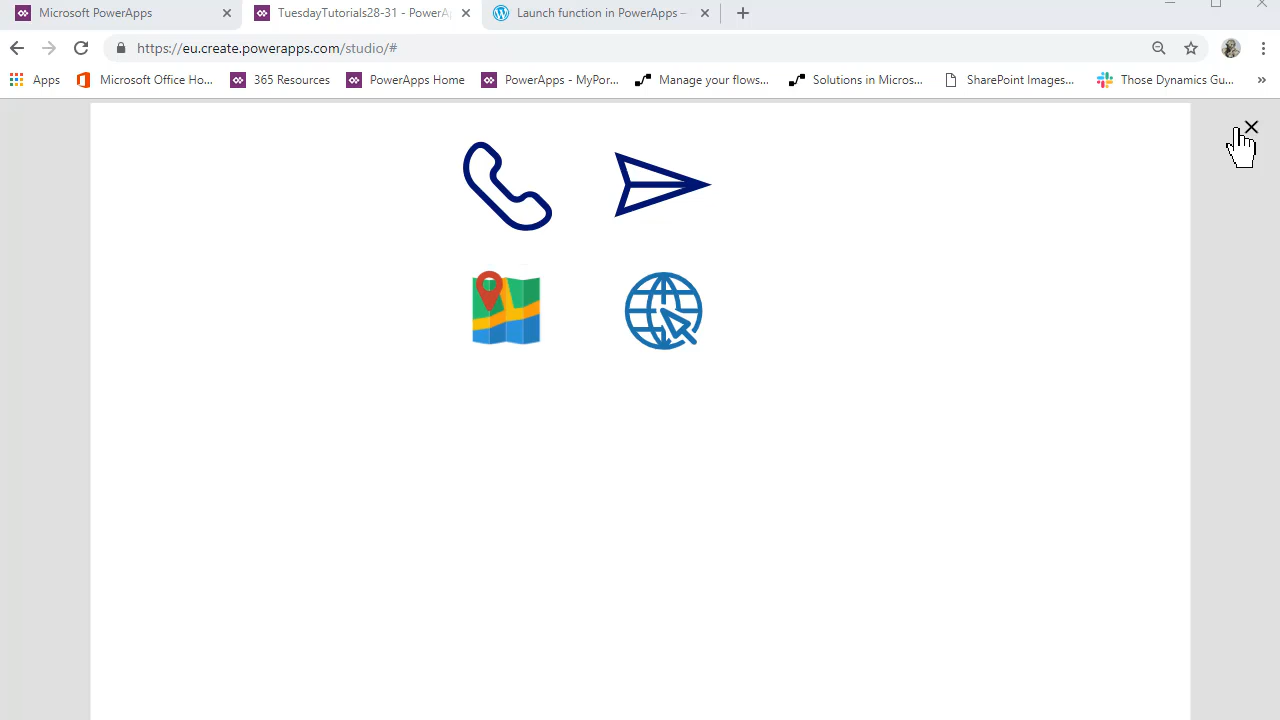 Microsoft PowerApps
TuesdayTutorials28-31 - PowerAp
Launch function in PowerApps –
https://eu.create.powerapps.com/studio/#
Apps
Microsoft Office Ho...
365 Resources
PowerApps Home
PowerApps - MyPor...
Manage your flows...
Solutions in Micros...
SharePoint Images...
Those Dynamics Gu...